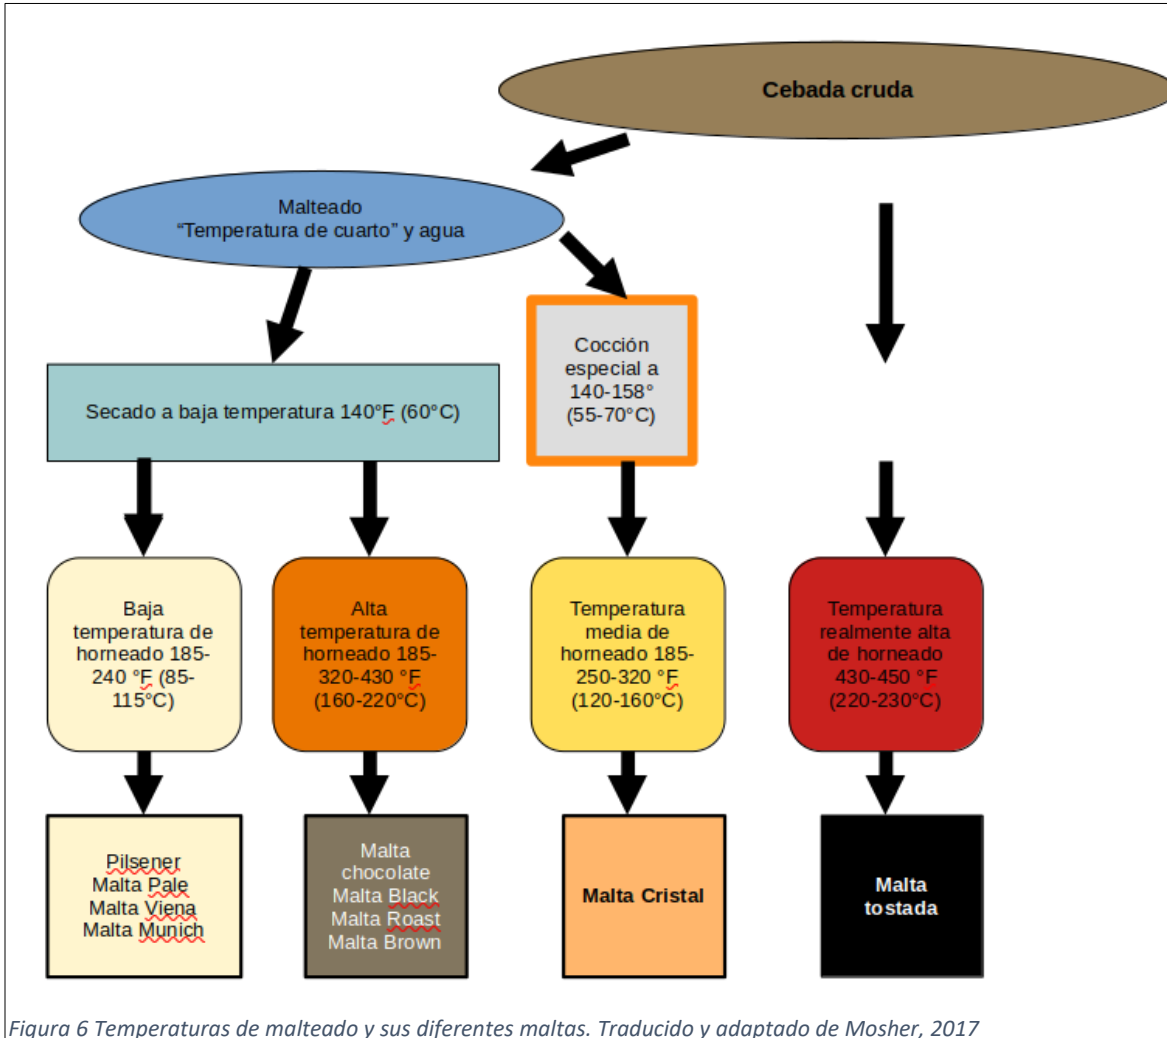 Cebada cruda
Malteado
“Temperatura de cuarto” y agua
Cocción
especial a
140-158°
(55-70°C)
Secado a baja temperatura 140°F (60°C)
Baja
temperatura de
horneado 185-
240 °F (85-
115°C)
Alta
temperatura de
horneado 185-
320-430 °F
(160-220°C)
Temperatura
media de
horneado 185-
250-320 °F
(120-160°C)
Temperatura
realmente alta
de horneado
430-450 °F
(220-230°C)
Pilsener
Malta Pale
Malta Viena
Malta Munich
Malta
chocolate
Malta Black
Malta Roast
Malta Brown
Malta Cristal
Malta
tostada
Figura 6 Temperaturas de malteado y sus diferentes maltas. Traducido y adaptado de Mosher, 2017